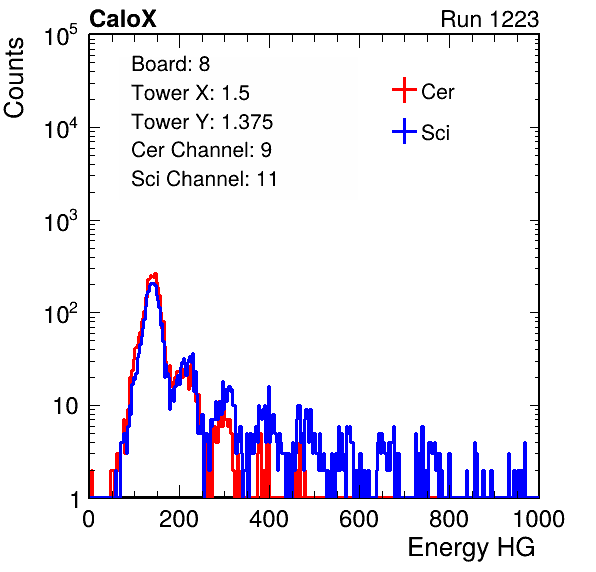 CaloX Run 1223
Counts
Board: 8
Tower X: 1.5
Tower Y: 1.375
Cer Channel: 9
Sci Channel: 11
Cer
Sci
10^5
10^4
10^3
10^2
10
1
0 200 400 600 800 1000
Energy HG